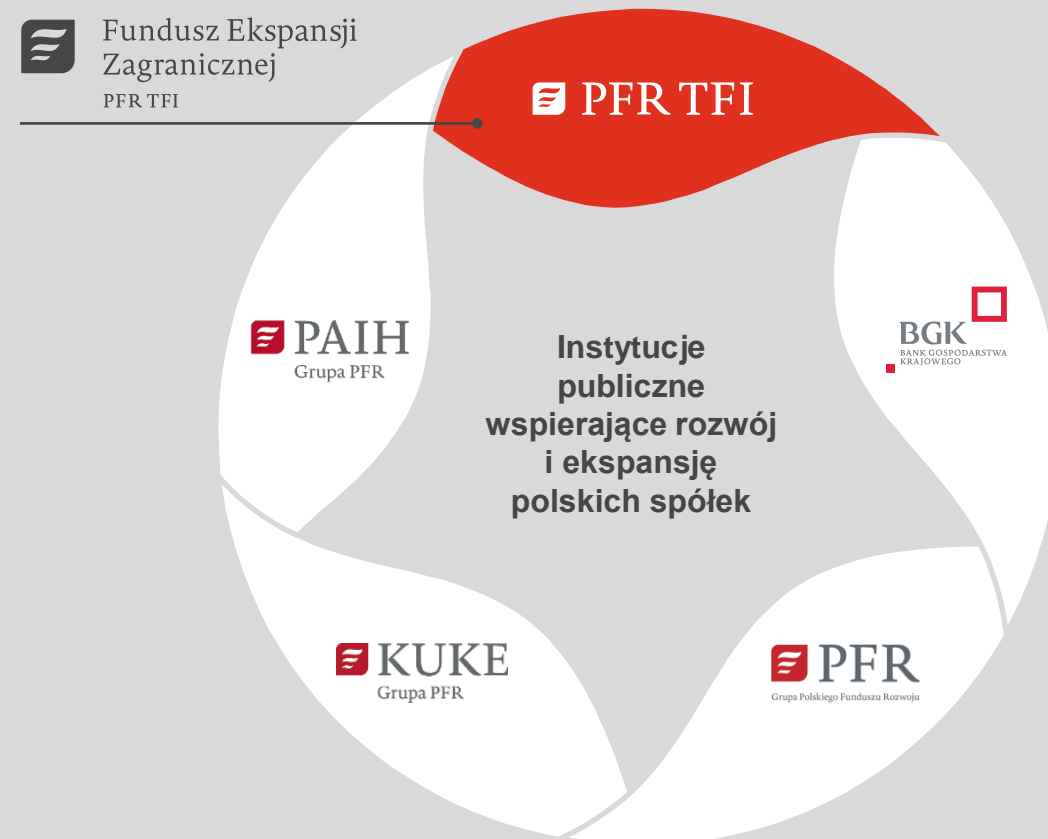 Fundusz Ekspansji
Zagranicznej
PFR TFI
PFR TFI
PAIH
Grupa PFR
Instytucje
publiczne
wspierające rozwój
i ekspansję
polskich spółek
BGK
BANK GOSPODARSTWA
KRAJOWEGO
KUKE
Grupa PFR
PFR
Grupa Polskiego Funduszu Rozwoju